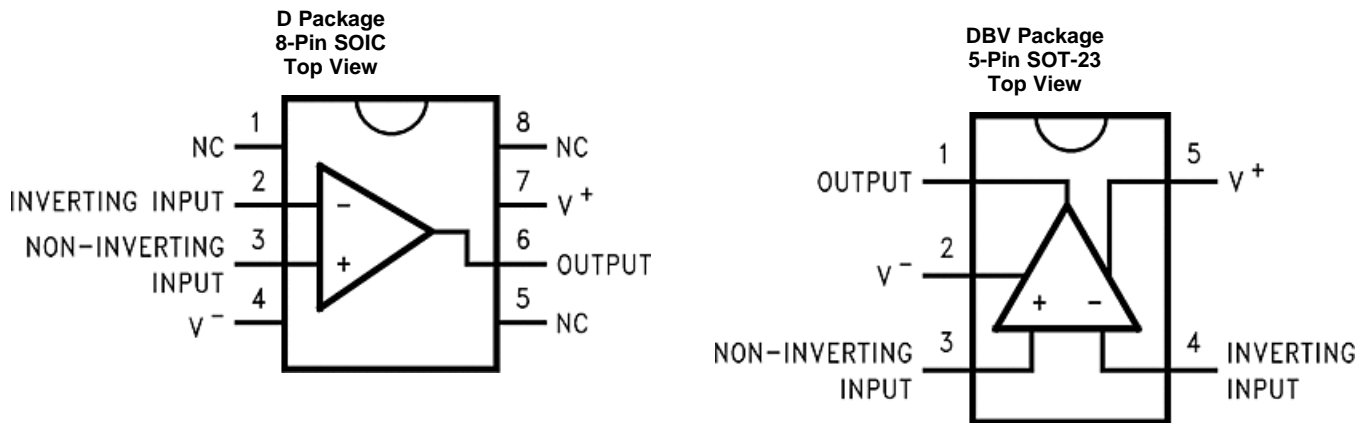 D Package
8-Pin SOIC
Top View
1
NC
2
INVERTING INPUT
3
NON-INVERTING
INPUT
4
V⁻
8
NC
7
V⁺
6
OUTPUT
5
NC
−
+
DBV Package
5-Pin SOT-23
Top View
1
OUTPUT
2
V⁻
3
NON-INVERTING
INPUT
5
V⁺
4
INVERTING
INPUT
+ −